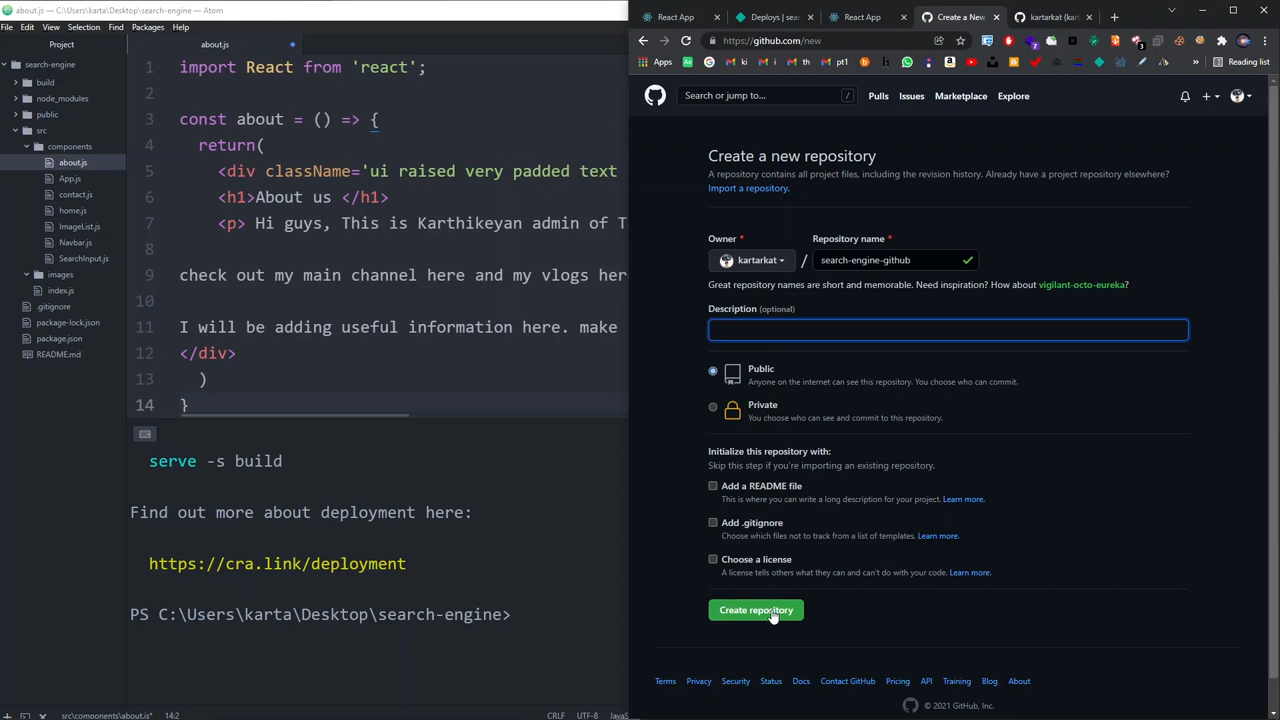 about.js — C:\Users\karta\Desktop\search-engine — Atom
File Edit View Selection Find Packages Help
Project
search-engine
build
node_modules
public
src
components
about.js
App.js
contact.js
home.js
ImageList.js
Navbar.js
SearchInput.js
images
index.js
.gitignore
package-lock.json
package.json
README.md
about.js
1 import React from 'react';
2
3 const about = () => {
4 return(
5 <div className='ui raised very padded text
6 <h1>About us </h1>
7 <p> Hi guys, This is Karthikeyan admin of T
8
9 check out my main channel here and my vlogs her
10
11 I will be adding useful information here. make
12 </div>
13 )
14 }
serve -s build
Find out more about deployment here:
https://cra.link/deployment
PS C:\Users\karta\Desktop\search-engine>
src\components\about.js* 14:2 CRLF UTF-8 JavaS
React App
Deploys | sea
React App
Create a New
kartarkat (kart
https://github.com/new
Apps ki i th pt1 Reading list
Search or jump to... /
Pulls Issues Marketplace Explore
Create a new repository
A repository contains all project files, including the revision history. Already have a project repository elsewhere?
Import a repository.
Owner * Repository name *
kartarkat / search-engine-github
Great repository names are short and memorable. Need inspiration? How about vigilant-octo-eureka?
Description (optional)
Public
Anyone on the internet can see this repository. You choose who can commit.
Private
You choose who can see and commit to this repository.
Initialize this repository with:
Skip this step if you're importing an existing repository.
Add a README file
This is where you can write a long description for your project. Learn more.
Add .gitignore
Choose which files not to track from a list of templates. Learn more.
Choose a license
A license tells others what they can and can't do with your code. Learn more.
Create repository
Terms Privacy Security Status Docs Contact GitHub Pricing API Training Blog About
© 2021 GitHub, Inc.